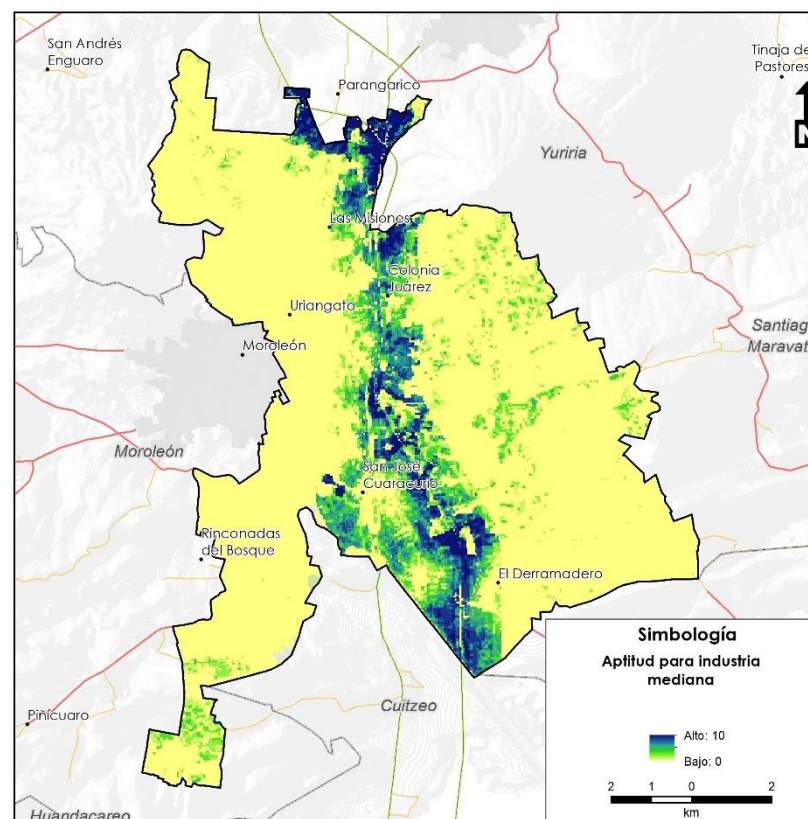 San Andrés
Enguaro
Tinaja de
Pastores
Parangarico
N
Yuriria
Las Misiones
Colonia
Juárez
Uriangato
Moroleón
Santiag
Maravat
Moroleón
San José
Cuaracurio
Rinconadas
del Bosque
El Derramadero
Simbología
Aptitud para industria
mediana
Cuitzeo
Piñícuaro
Alto: 10
Bajo: 0
2 1 0 2
km
Huandacareo